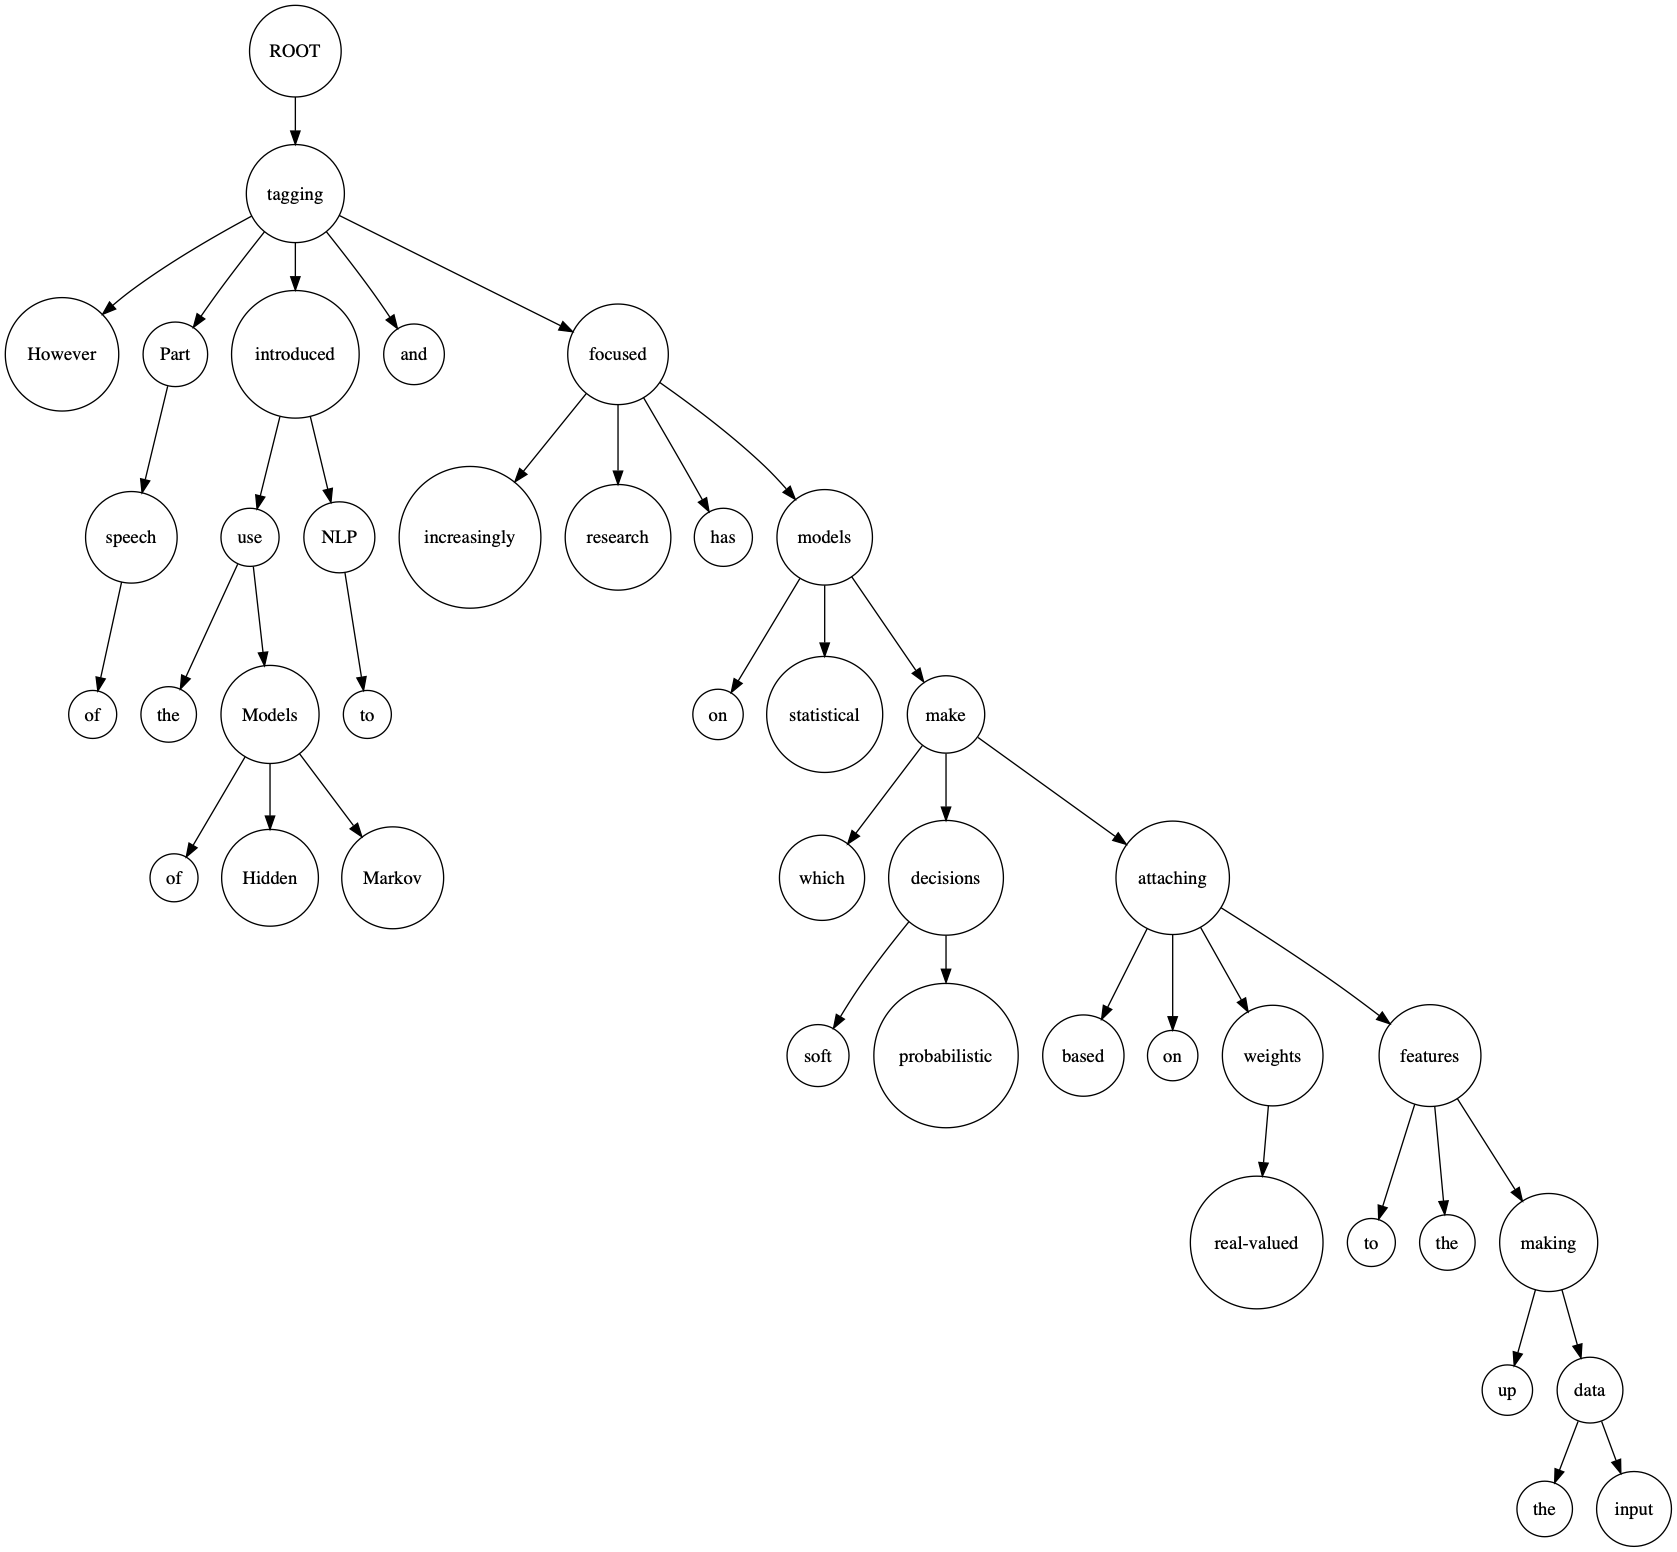 ROOT
tagging
However Part introduced and focused
speech use NLP increasingly research has models
of the Models to on statistical make
of Hidden Markov which decisions attaching
soft probabilistic based on weights features
real-valued to the making
up data
the input